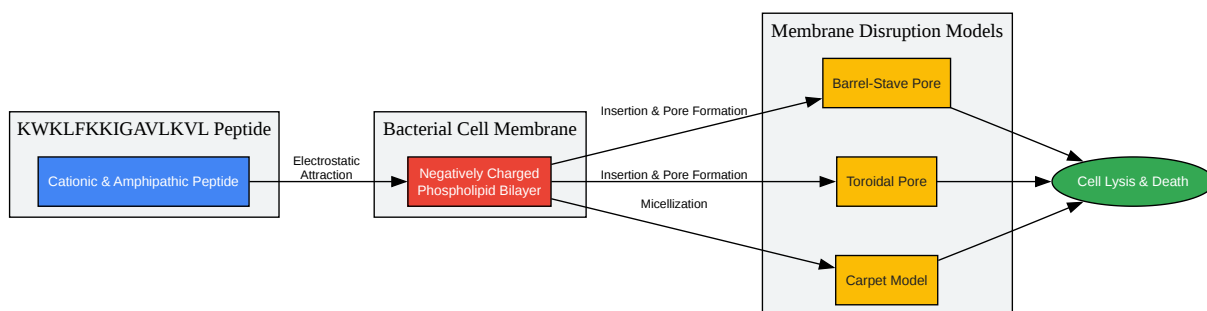 KWKLFKKIGAVLKVL Peptide
Cationic & Amphipathic Peptide
Electrostatic
Attraction
Bacterial Cell Membrane
Negatively Charged
Phospholipid Bilayer
Insertion & Pore Formation
Insertion & Pore Formation
Micellization
Membrane Disruption Models
Barrel-Stave Pore
Toroidal Pore
Carpet Model
Cell Lysis & Death